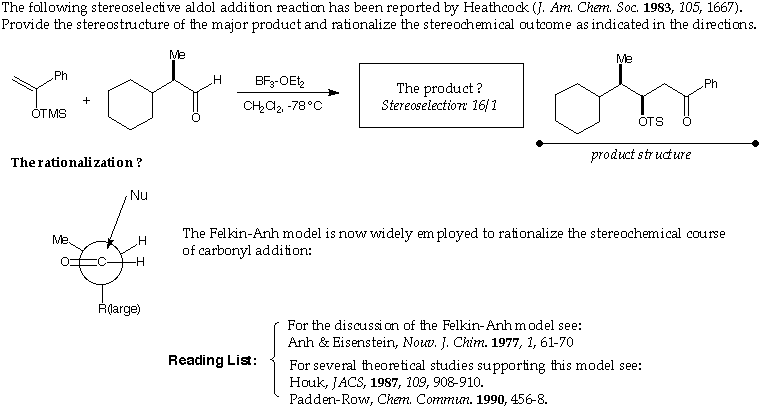 The following stereoselective aldol addition reaction has been reported by Heathcock (J. Am. Chem. Soc. 1983, 105, 1667).
Provide the stereostructure of the major product and rationalize the stereochemical outcome as indicated in the directions.
Ph
OTMS
+
Me
H
O
BF3-OEt2
CH2Cl2, -78 °C
The product ?
Stereoselection: 16/1
Me
Ph
OTS
O
product structure
The rationalization ?
Nu
Me
H
O
C
H
R(large)
The Felkin-Anh model is now widely employed to rationalize the stereochemical course
of carbonyl addition:
Reading List:
For the discussion of the Felkin-Anh model see:
Anh & Eisenstein, Nouv. J. Chim. 1977, 1, 61-70
For several theoretical studies supporting this model see:
Houk, JACS, 1987, 109, 908-910.
Padden-Row, Chem. Commun. 1990, 456-8.